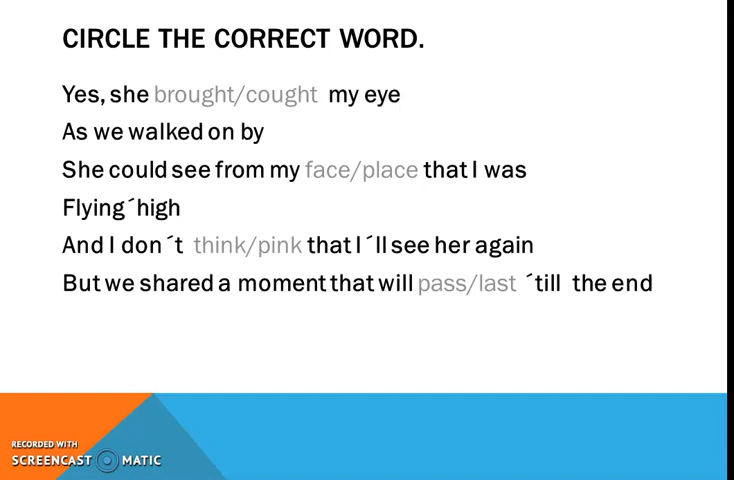 CIRCLE THE CORRECT WORD.
Yes, she brought/cought my eye
As we walked on by
She could see from my face/place that I was
Flying´high
And I don´t think/pink that I´ll see her again
But we shared a moment that will pass/last ´till the end
RECORDED WITH
SCREENCAST MATIC